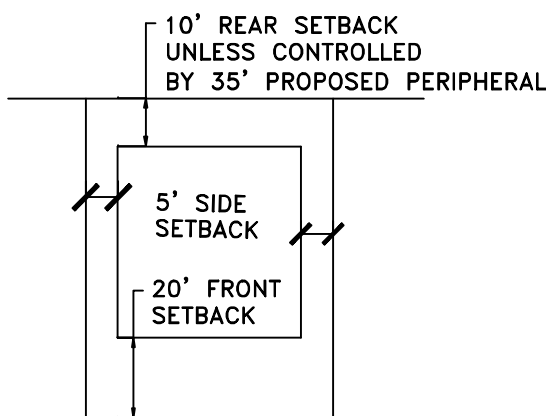 10' REAR SETBACK
UNLESS CONTROLLED
BY 35' PROPOSED PERIPHERAL
5' SIDE
SETBACK
20' FRONT
SETBACK